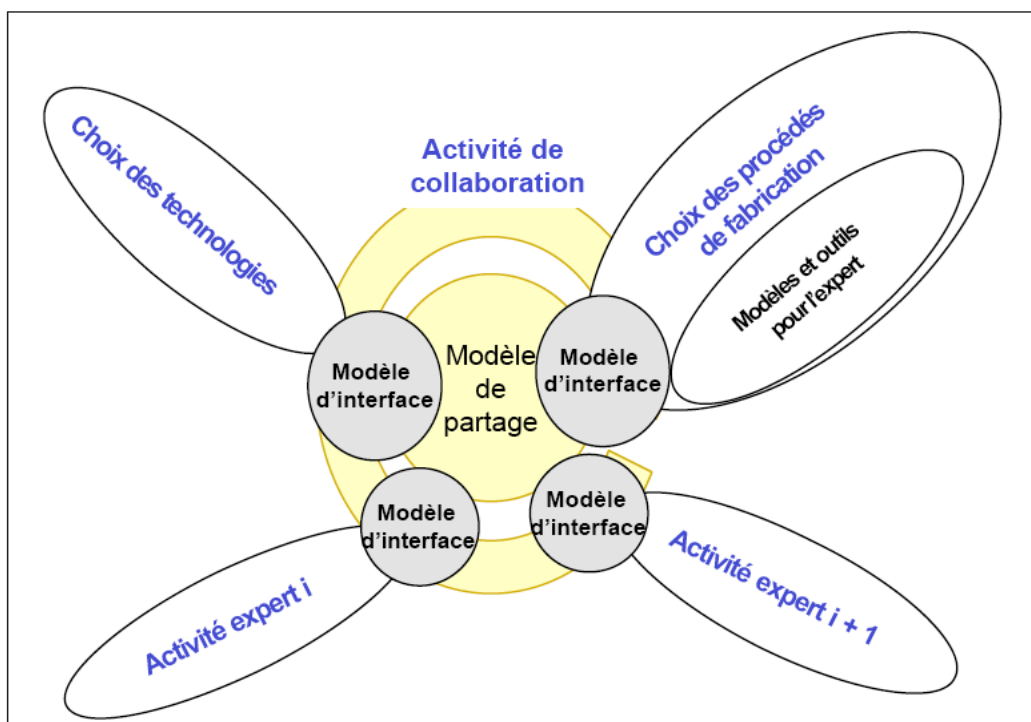 Choix des technologies
Activité de
collaboration
Choix des procédés
de fabrication
Modèles et outils
pour l'expert
Modèle
d'interface
Modèle
de
partage
Modèle
d'interface
Modèle
d'interface
Modèle
d'interface
Activité expert i
Activité expert i + 1